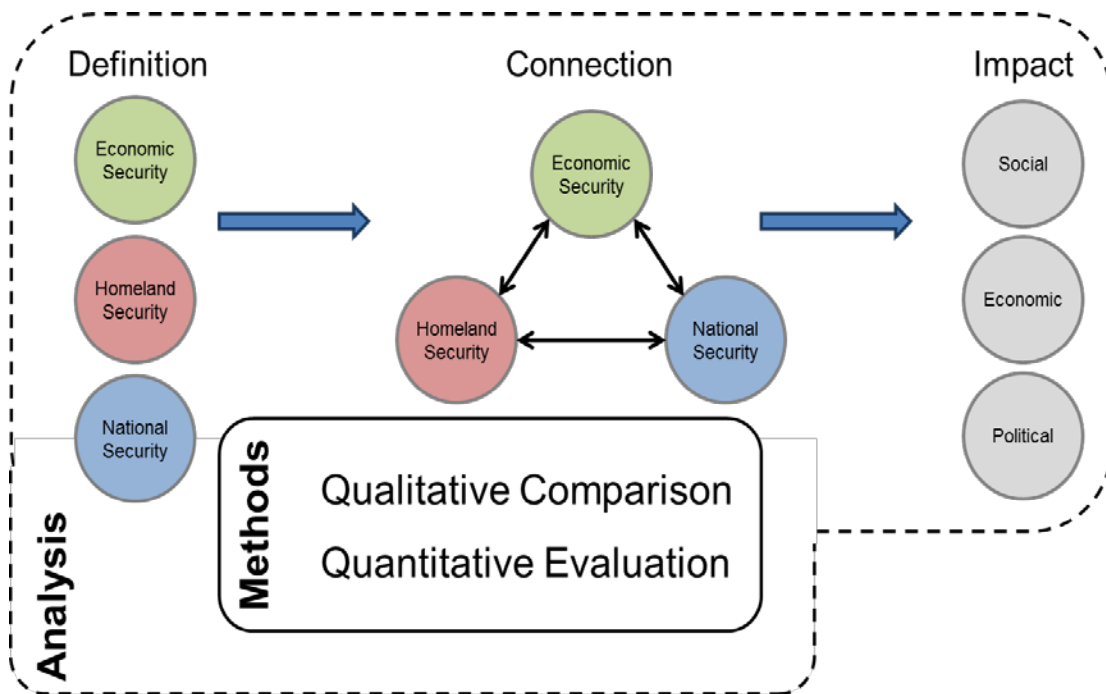 Definition
Connection
Impact
Economic
Security
Homeland
Security
National
Security
Economic
Security
Homeland
Security
National
Security
Social
Economic
Political
Analysis
Methods
Qualitative Comparison
Quantitative Evaluation